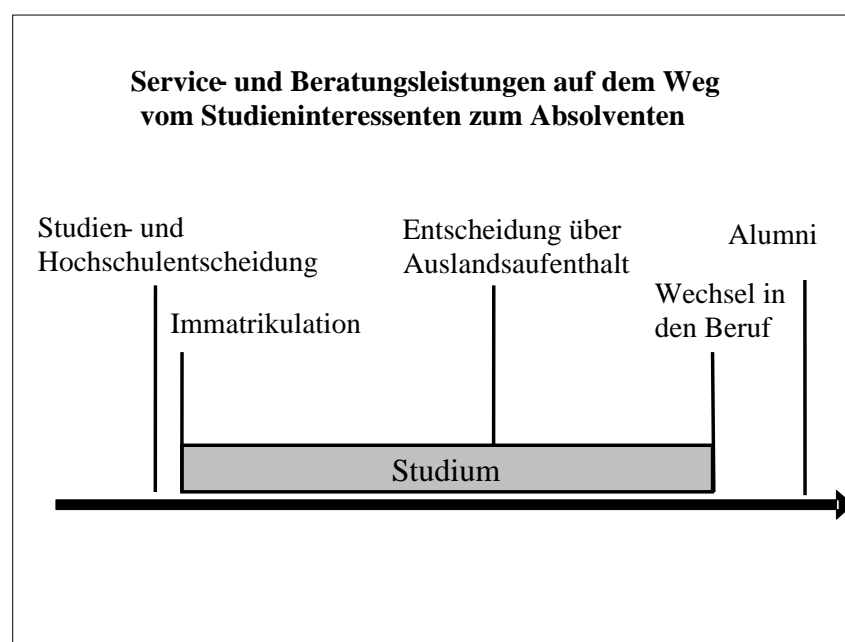 Service- und Beratungsleistungen auf dem Weg
vom Studieninteressenten zum Absolventen
Studien- und
Hochschulentscheidung
Entscheidung über
Auslandsaufenthalt
Alumni
Immatrikulation
Wechsel in
den Beruf
Studium